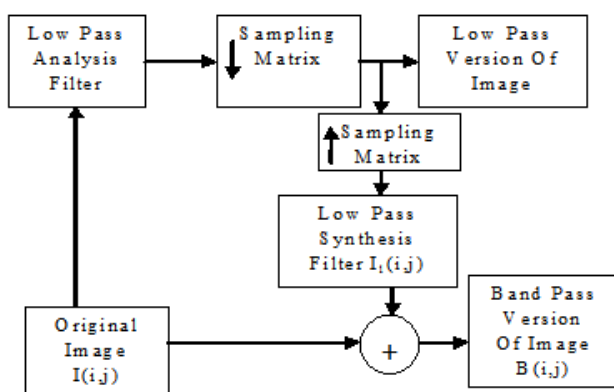 Low Pass
Analysis
Filter
Sampling
Matrix
Low Pass
Version Of
Image
Sampling
Matrix
Low Pass
Synthesis
Filter I₁(i,j)
Original
Image
I(i,j)
+
Band Pass
Version
Of Image
B(i,j)